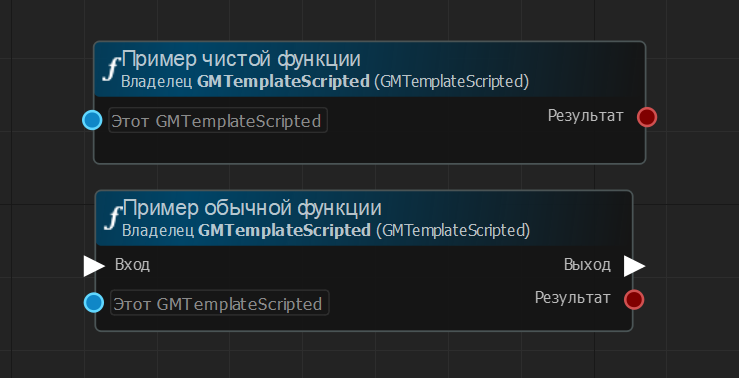 Пример чистой функции
Владелец GMTemplateScripted (GMTemplateScripted)
Этот GMTemplateScripted
Результат
Пример обычной функции
Владелец GMTemplateScripted (GMTemplateScripted)
Вход
Выход
Этот GMTemplateScripted
Результат